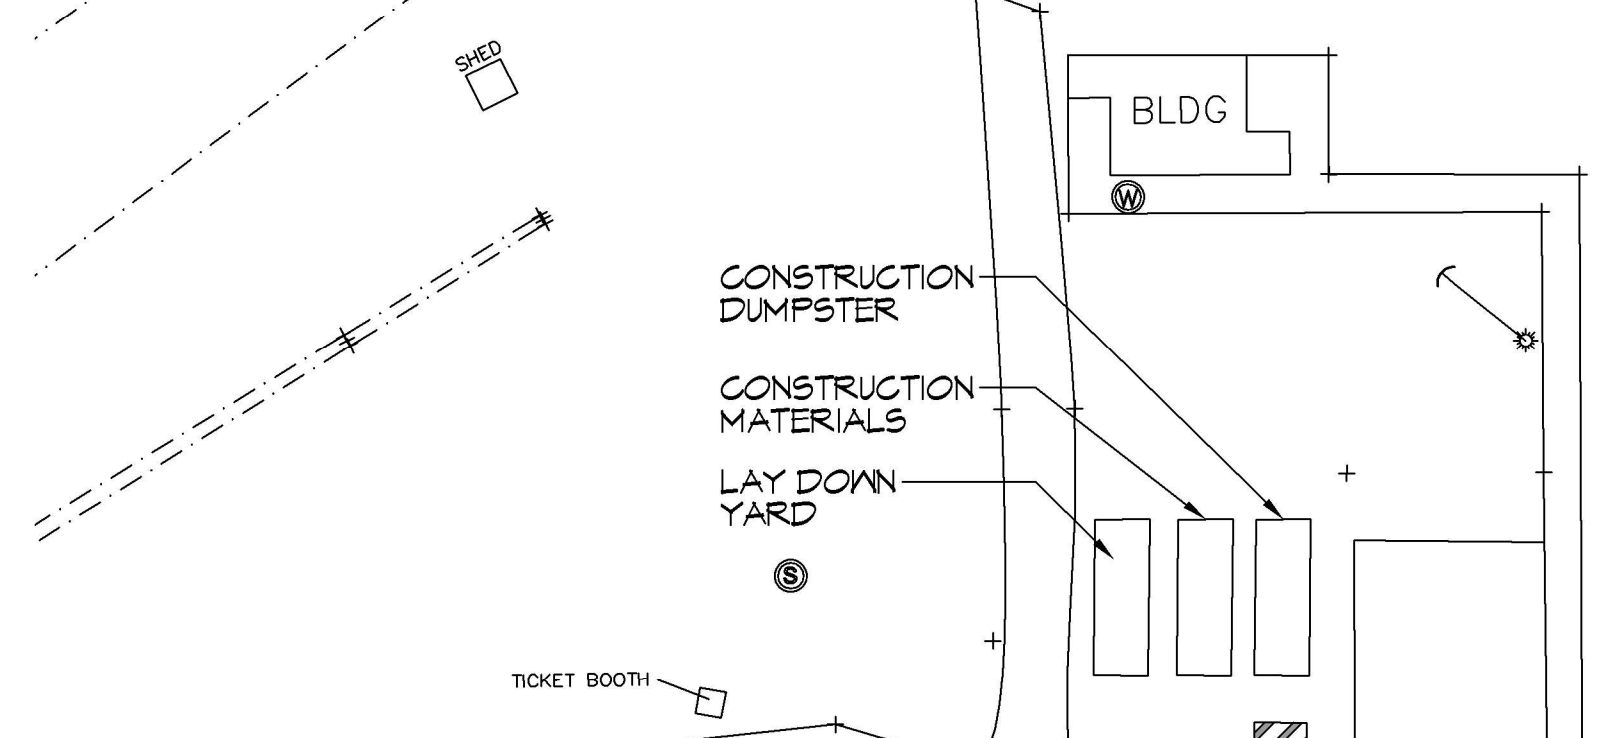 SHED
BLDG
W
CONSTRUCTION
DUMPSTER
CONSTRUCTION
MATERIALS
LAY DOWN
YARD
S
TICKET BOOTH